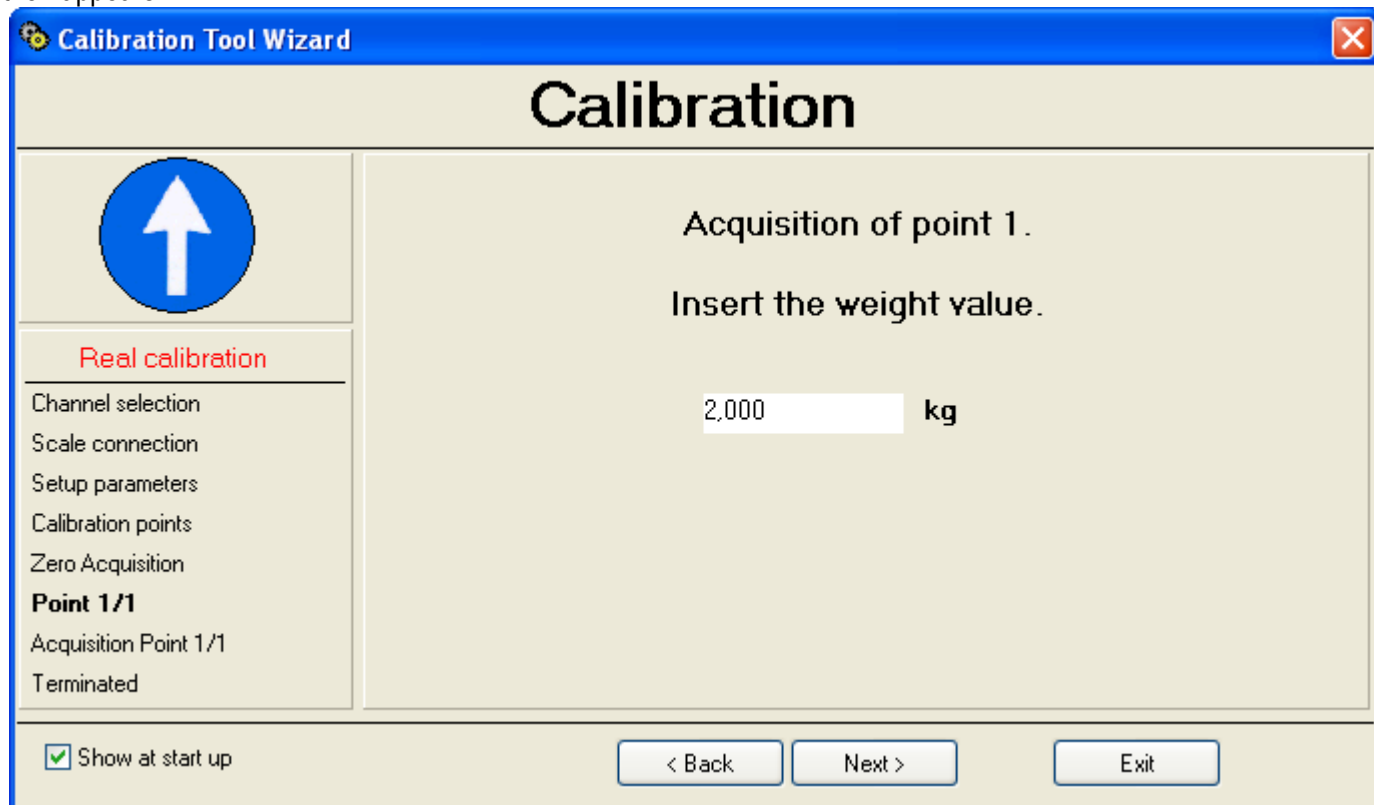 Calibration Tool Wizard
Calibration
Acquisition of point 1.
Insert the weight value.
2,000 kg
Real calibration
Channel selection
Scale connection
Setup parameters
Calibration points
Zero Acquisition
Point 1/1
Acquisition Point 1/1
Terminated
Show at start up
< Back Next > Exit